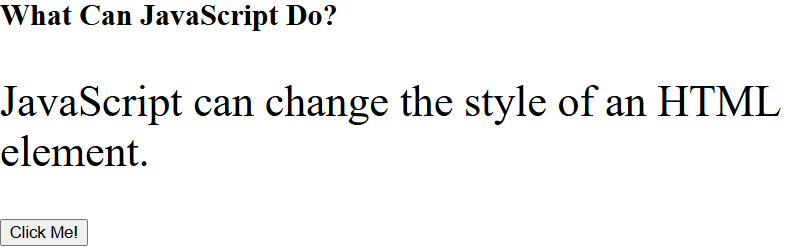 What Can JavaScript Do?
JavaScript can change the style of an HTML
element.
Click Me!